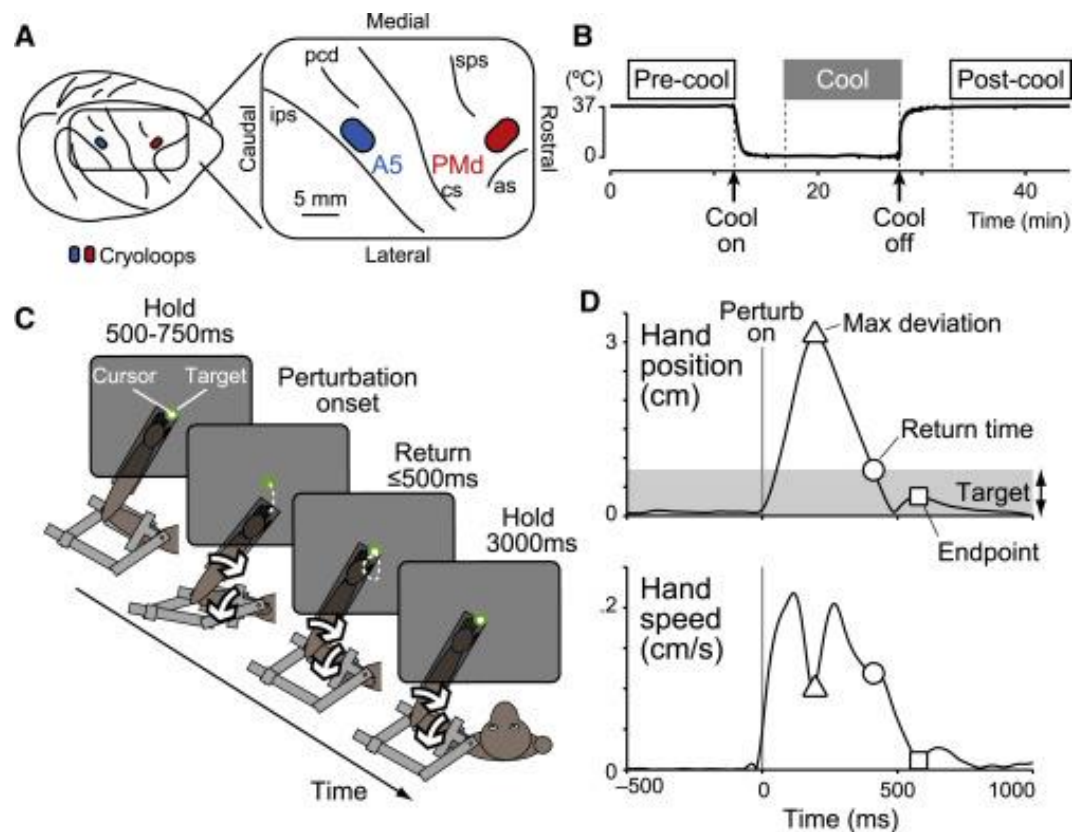 A
Medial
pcd
sps
ips
Caudal
Rostral
A5
PMd
cs
as
5 mm
Lateral
Cryoloops
B
(ºC)
Pre-cool
Cool
Post-cool
37
0
0
20
40
Time (min)
Cool
on
Cool
off
C
Hold
500-750ms
Cursor
Target
Perturbation
onset
Return
≤500ms
Hold
3000ms
Time
D
Perturb
on
Max deviation
3
Hand
position
(cm)
Return time
Target
0
Endpoint
Hand
speed
(cm/s)
.2
0
–500
0
500
1000
Time (ms)